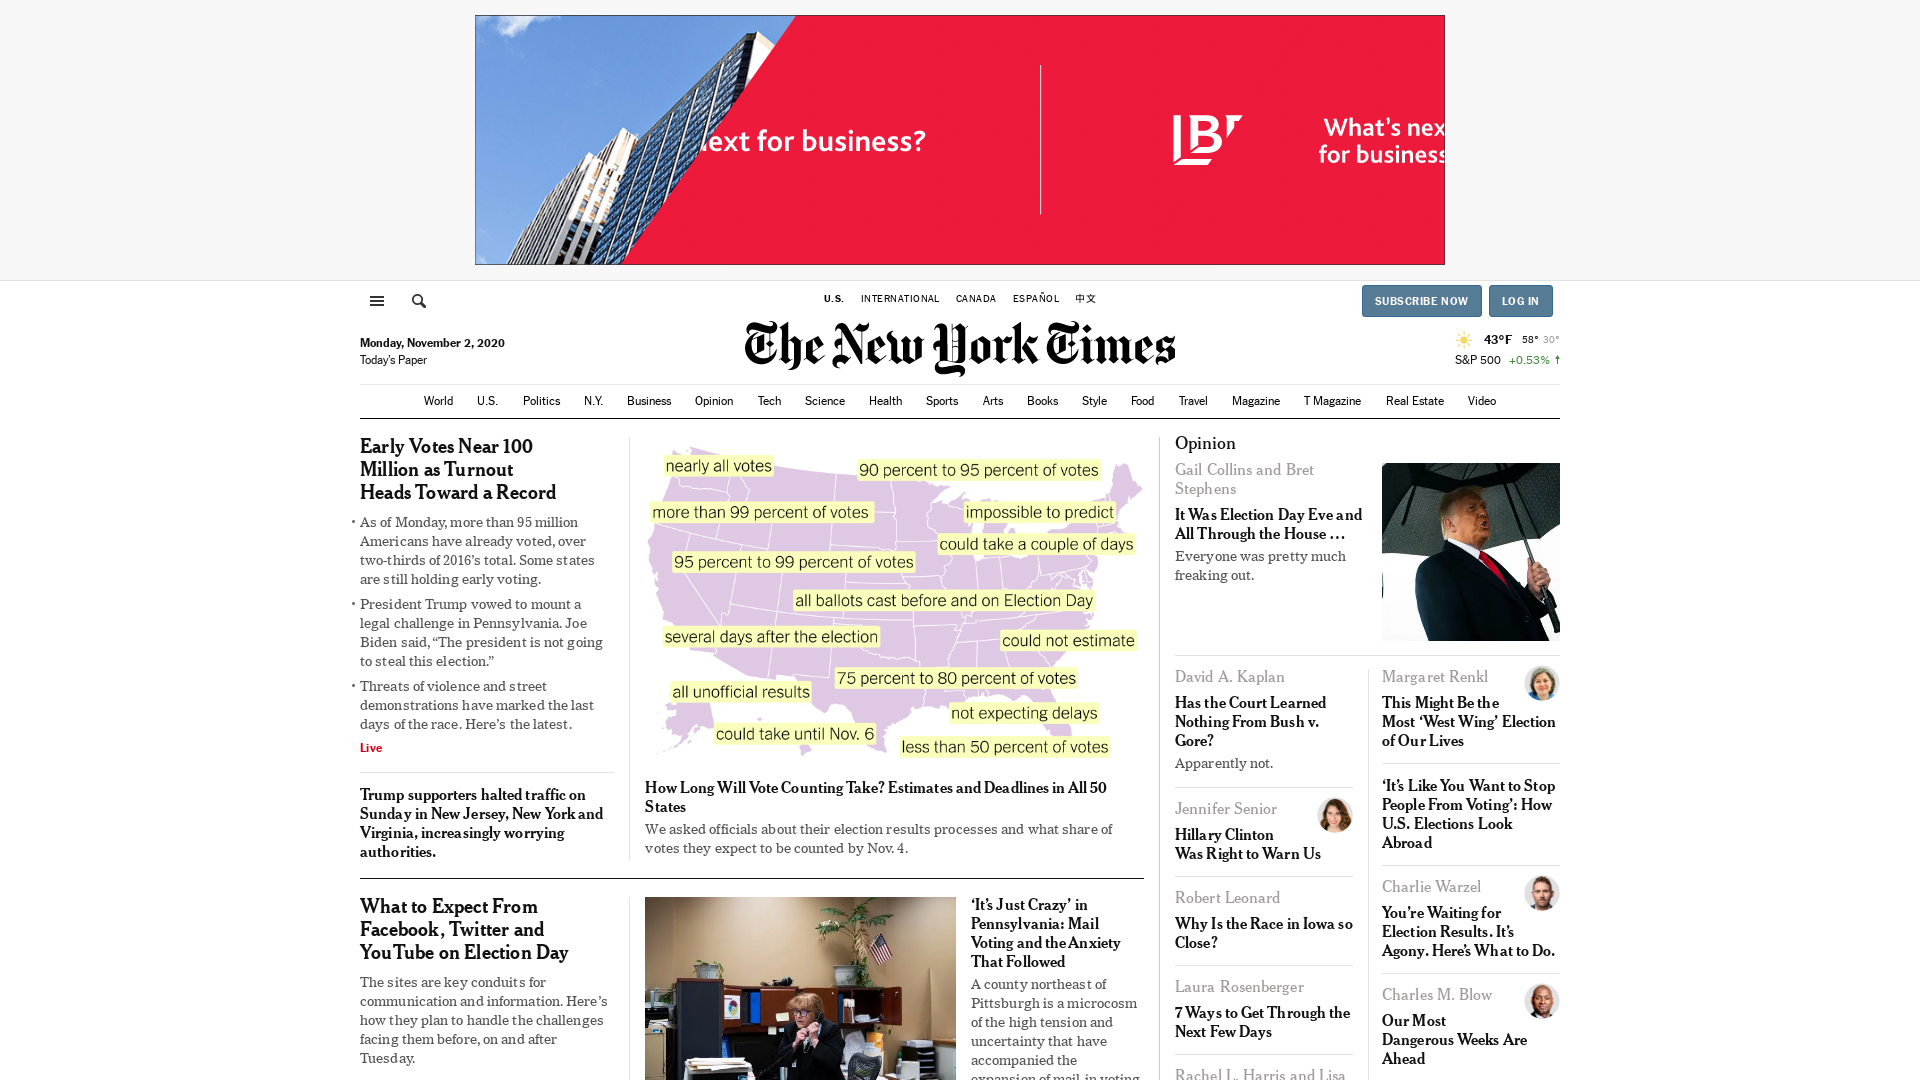 next for business?
LB
What's nex
for business
U.S. INTERNATIONAL CANADA ESPAÑOL 中文
SUBSCRIBE NOW LOG IN
Monday, November 2, 2020
Today's Paper
The New York Times
43°F 58° 30°
S&P 500 +0.53% ↑
World U.S. Politics N.Y. Business Opinion Tech Science Health Sports Arts Books Style Food Travel Magazine T Magazine Real Estate Video
Early Votes Near 100
Million as Turnout
Heads Toward a Record
• As of Monday, more than 95 million
Americans have already voted, over
two-thirds of 2016's total. Some states
are still holding early voting.
• President Trump vowed to mount a
legal challenge in Pennsylvania. Joe
Biden said, “The president is not going
to steal this election.”
• Threats of violence and street
demonstrations have marked the last
days of the race. Here's the latest.
Live
Trump supporters halted traffic on
Sunday in New Jersey, New York and
Virginia, increasingly worrying
authorities.
nearly all votes
90 percent to 95 percent of votes
more than 99 percent of votes
impossible to predict
could take a couple of days
95 percent to 99 percent of votes
all ballots cast before and on Election Day
several days after the election
could not estimate
75 percent to 80 percent of votes
all unofficial results
not expecting delays
could take until Nov. 6
less than 50 percent of votes
How Long Will Vote Counting Take? Estimates and Deadlines in All 50
States
We asked officials about their election results processes and what share of
votes they expect to be counted by Nov. 4.
What to Expect From
Facebook, Twitter and
YouTube on Election Day
The sites are key conduits for
communication and information. Here's
how they plan to handle the challenges
facing them before, on and after
Tuesday.
‘It's Just Crazy’ in
Pennsylvania: Mail
Voting and the Anxiety
That Followed
A county northeast of
Pittsburgh is a microcosm
of the high tension and
uncertainty that have
accompanied the
expansion of mail-in voting
Opinion
Gail Collins and Bret
Stephens
It Was Election Day Eve and
All Through the House …
Everyone was pretty much
freaking out.
David A. Kaplan
Has the Court Learned
Nothing From Bush v.
Gore?
Apparently not.
Jennifer Senior
Hillary Clinton
Was Right to Warn Us
Robert Leonard
Why Is the Race in Iowa so
Close?
Laura Rosenberger
7 Ways to Get Through the
Next Few Days
Rachel L. Harris and Lisa
Margaret Renkl
This Might Be the
Most ‘West Wing’ Election
of Our Lives
‘It's Like You Want to Stop
People From Voting’: How
U.S. Elections Look
Abroad
Charlie Warzel
You're Waiting for
Election Results. It's
Agony. Here's What to Do.
Charles M. Blow
Our Most
Dangerous Weeks Are
Ahead